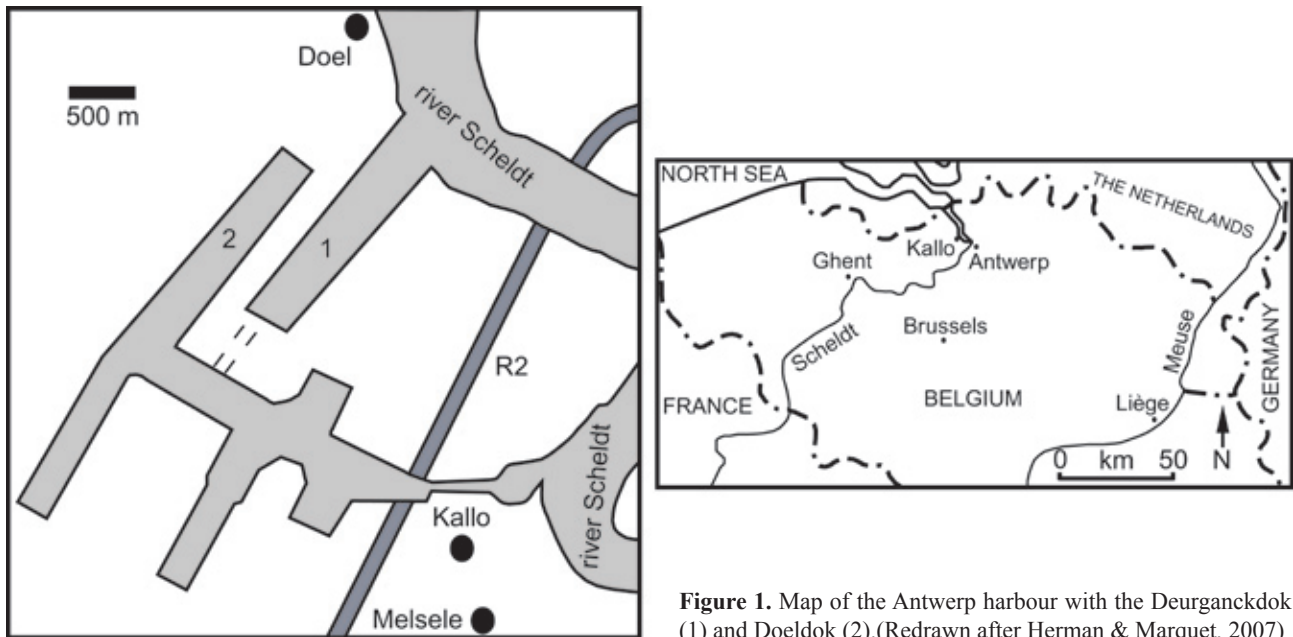 Doel
500 m
river Scheldt
2
1
R2
river Scheldt
Kallo
Melsele
NORTH SEA
THE NETHERLANDS
Kallo
Ghent
Antwerp
Brussels
Scheldt
Meuse
GERMANY
FRANCE
BELGIUM
Liège
0 km 50
N
Figure 1. Map of the Antwerp harbour with the Deurganckdok
(1) and Doeldok (2).(Redrawn after Herman & Marquet, 2007)